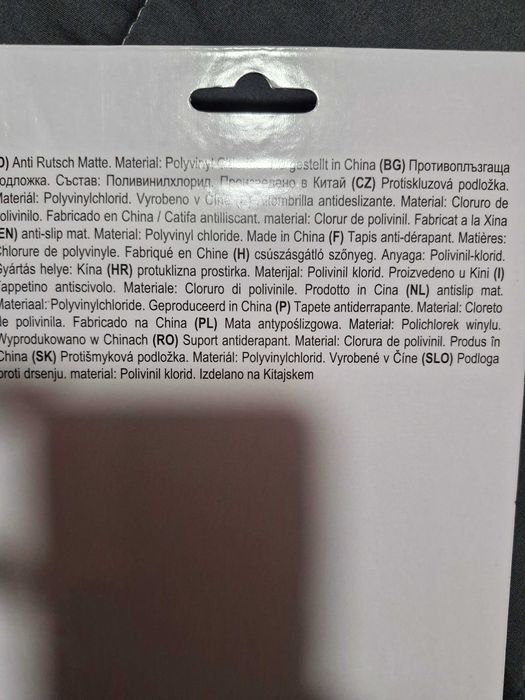 D) Anti Rutsch Matte. Material: Polyvinyl gestellt in China (BG) Противоплъзгаща
одложка. Състав: Поливинилхлорид. Произведено в Китай (CZ) Protiskluzová podložka.
Materiál: Polyvinylchlorid. Vyrobeno v Číně (E) Alfombrilla antideslizante. Material: Cloruro de
olivinilo. Fabricado en China / Catifa antilliscant. material: Clorur de polivinil. Fabricat a la Xina
EN) anti-slip mat. Material: Polyvinyl chloride. Made in China (F) Tapis anti-dérapant. Matières:
Chlorure de polyvinyle. Fabriqué en Chine (H) csúszásgátló szőnyeg. Anyaga: Polivinil-klorid.
Gyártás helye: Kína (HR) protuklizna prostirka. Materijal: Polivinil klorid. Proizvedeno u Kini (I)
Tappetino antiscivolo. Materiale: Cloruro di polivinile. Prodotto in Cina (NL) antislip mat.
Materiaal: Polyvinylchloride. Geproduceerd in China (P) Tapete antiderrapante. Material: Cloreto
de polivinila. Fabricado na China (PL) Mata antypoślizgowa. Materiał: Polichlorek winylu.
Wyprodukowano w Chinach (RO) Suport antiderapant. Material: Clorura de polivinil. Produs în
China (SK) Protišmyková podložka. Materiál: Polyvinylchlorid. Vyrobené v Číne (SLO) Podloga
proti drsenju. material: Polivinil klorid. Izdelano na Kitajskem